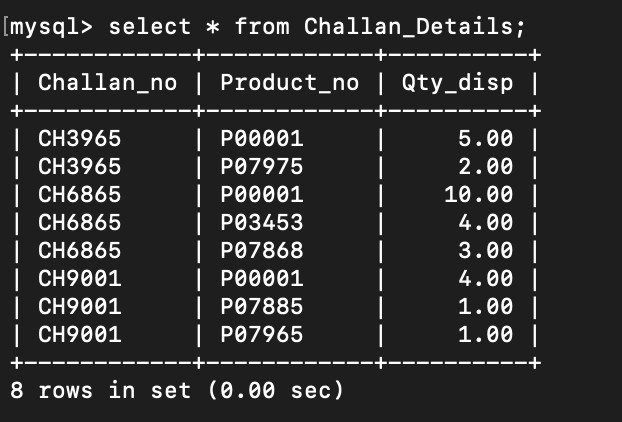 [mysql> select * from Challan_Details;
+------------+------------+----------+
| Challan_no | Product_no | Qty_disp |
+------------+------------+----------+
| CH3965     | P00001     |     5.00 |
| CH3965     | P07975     |     2.00 |
| CH6865     | P00001     |    10.00 |
| CH6865     | P03453     |     4.00 |
| CH6865     | P07868     |     3.00 |
| CH9001     | P00001     |     4.00 |
| CH9001     | P07885     |     1.00 |
| CH9001     | P07965     |     1.00 |
+------------+------------+----------+
8 rows in set (0.00 sec)